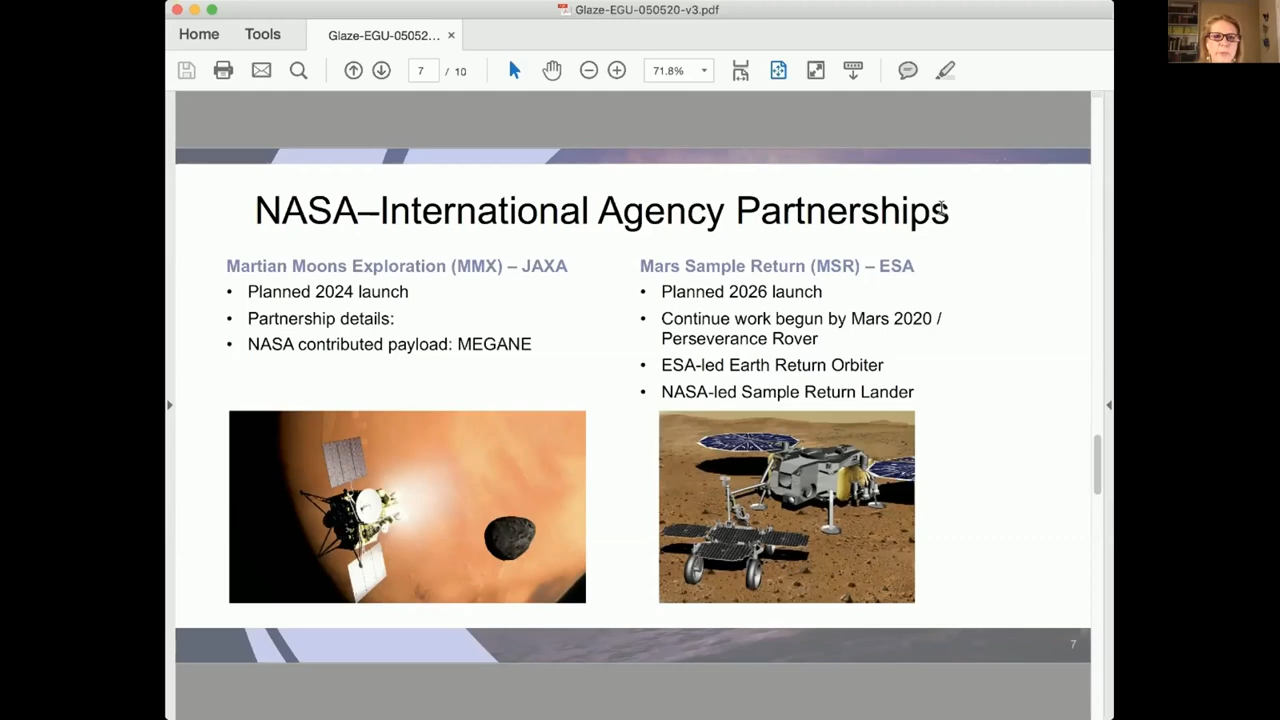 Glaze-EGU-050520-v3.pdf
Home
Tools
Glaze-EGU-05052...
7 / 10
71.8%
NASA–International Agency Partnerships
Martian Moons Exploration (MMX) – JAXA
• Planned 2024 launch
• Partnership details:
• NASA contributed payload: MEGANE
Mars Sample Return (MSR) – ESA
• Planned 2026 launch
• Continue work begun by Mars 2020 /
Perseverance Rover
• ESA-led Earth Return Orbiter
• NASA-led Sample Return Lander
7